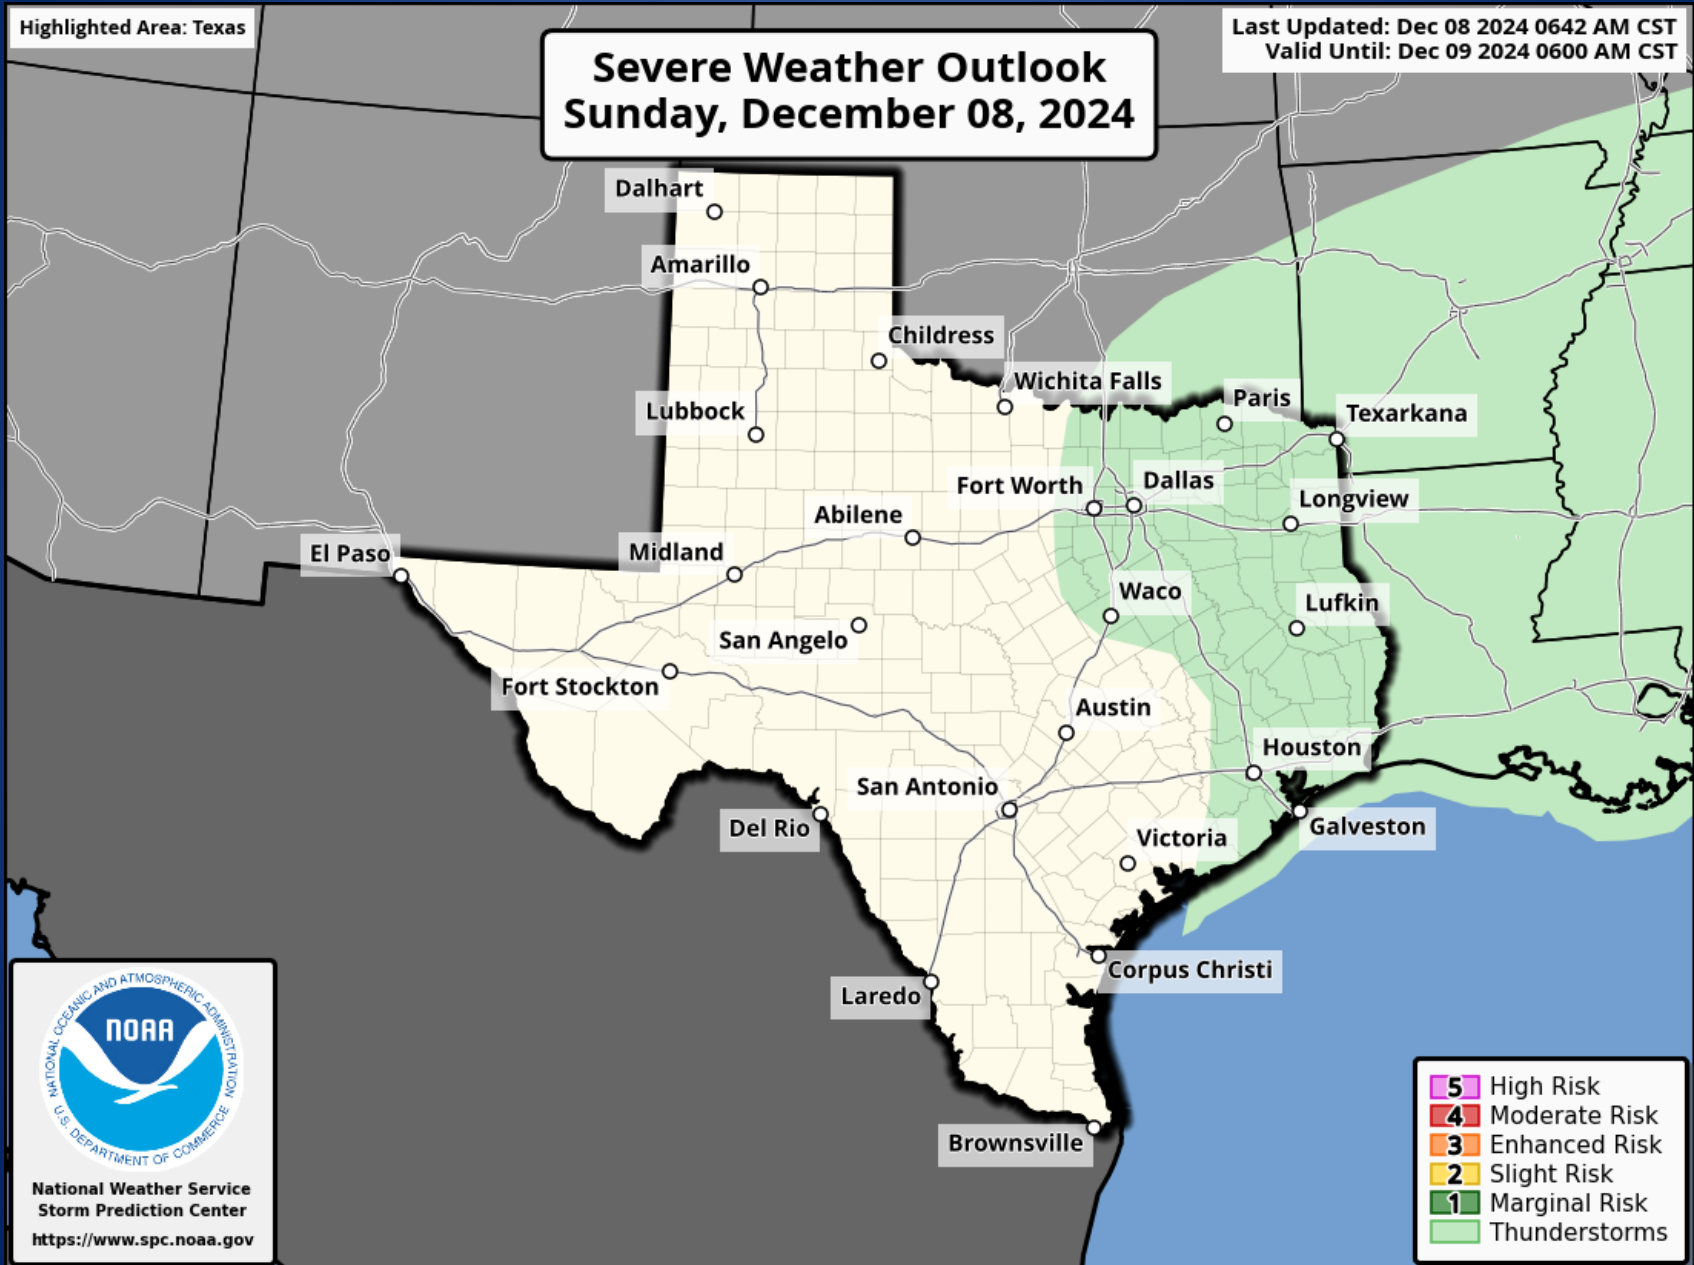 Highlighted Area: Texas
Severe Weather Outlook
Sunday, December 08, 2024
Last Updated: Dec 08 2024 0642 AM CST
Valid Until: Dec 09 2024 0600 AM CST
Dalhart
Amarillo
Childress
Wichita Falls
Paris
Texarkana
Lubbock
Fort Worth
Dallas
Longview
Abilene
El Paso
Midland
Waco
Lufkin
San Angelo
Fort Stockton
Austin
Houston
San Antonio
Del Rio
Galveston
Victoria
Corpus Christi
Laredo
Brownsville
NATIONAL OCEANIC AND ATMOSPHERIC ADMINISTRATION
NOAA
U.S. DEPARTMENT OF COMMERCE
National Weather Service
Storm Prediction Center
https://www.spc.noaa.gov
5 High Risk
4 Moderate Risk
3 Enhanced Risk
2 Slight Risk
1 Marginal Risk
Thunderstorms